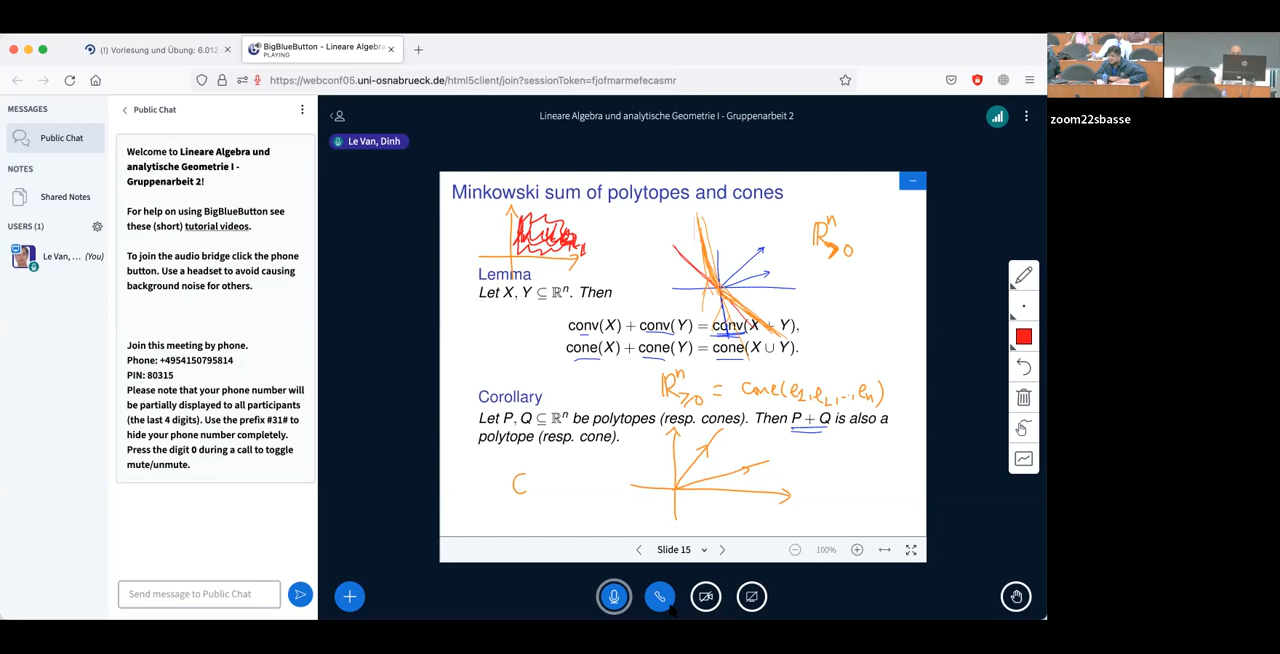 (!) Vorlesung und Übung: 6.012
BigBlueButton - Lineare Algebra
PLAYING
https://webconf05.uni-osnabrueck.de/html5client/join?sessionToken=fjofmarmefecasmr
MESSAGES
Public Chat
NOTES
Shared Notes
USERS (1)
Le Van, ... (You)
Public Chat
Welcome to Lineare Algebra und
analytische Geometrie I -
Gruppenarbeit 2!
For help on using BigBlueButton see
these (short) tutorial videos.
To join the audio bridge click the phone
button. Use a headset to avoid causing
background noise for others.
Join this meeting by phone.
Phone: +4954150795814
PIN: 80315
Please note that your phone number will
be partially displayed to all participants
(the last 4 digits). Use the prefix #31# to
hide your phone number completely.
Press the digit 0 during a call to toggle
mute/unmute.
Send message to Public Chat
Lineare Algebra und analytische Geometrie I - Gruppenarbeit 2
Le Van, Dinh
Minkowski sum of polytopes and cones
ℝⁿ≥0
Lemma
Let X, Y ⊆ ℝⁿ. Then
conv(X) + conv(Y) = conv(X + Y),
cone(X) + cone(Y) = cone(X ∪ Y).
ℝⁿ≥0 = cone(e₁, e₂, ..., eₙ)
Corollary
Let P, Q ⊆ ℝⁿ be polytopes (resp. cones). Then P + Q is also a
polytope (resp. cone).
C
Slide 15
100%
zoom22sbasse